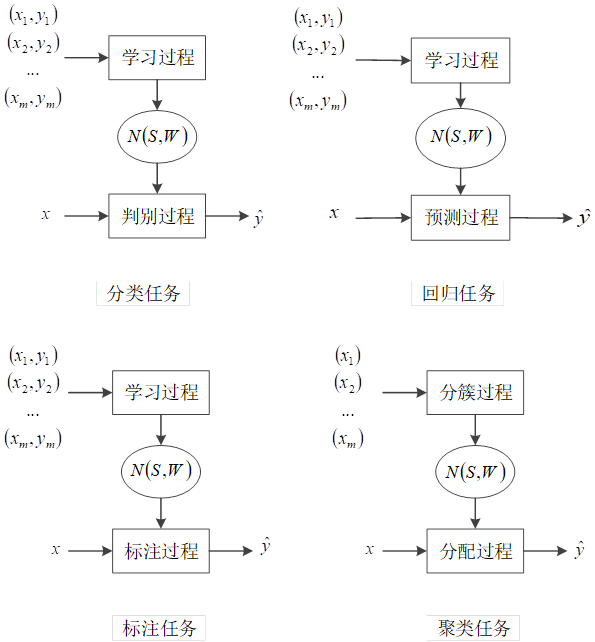 (x₁,y₁)
(x₂,y₂)
...
(xₘ,yₘ)
学习过程
N(S,W)
x
判别过程
ŷ
分类任务
(x₁,y₁)
(x₂,y₂)
...
(xₘ,yₘ)
学习过程
N(S,W)
x
预测过程
ŷ
回归任务
(x₁,y₁)
(x₂,y₂)
...
(xₘ,yₘ)
学习过程
N(S,W)
x
标注过程
ŷ
标注任务
(x₁)
(x₂)
...
(xₘ)
分簇过程
N(S,W)
x
分配过程
ŷ
聚类任务